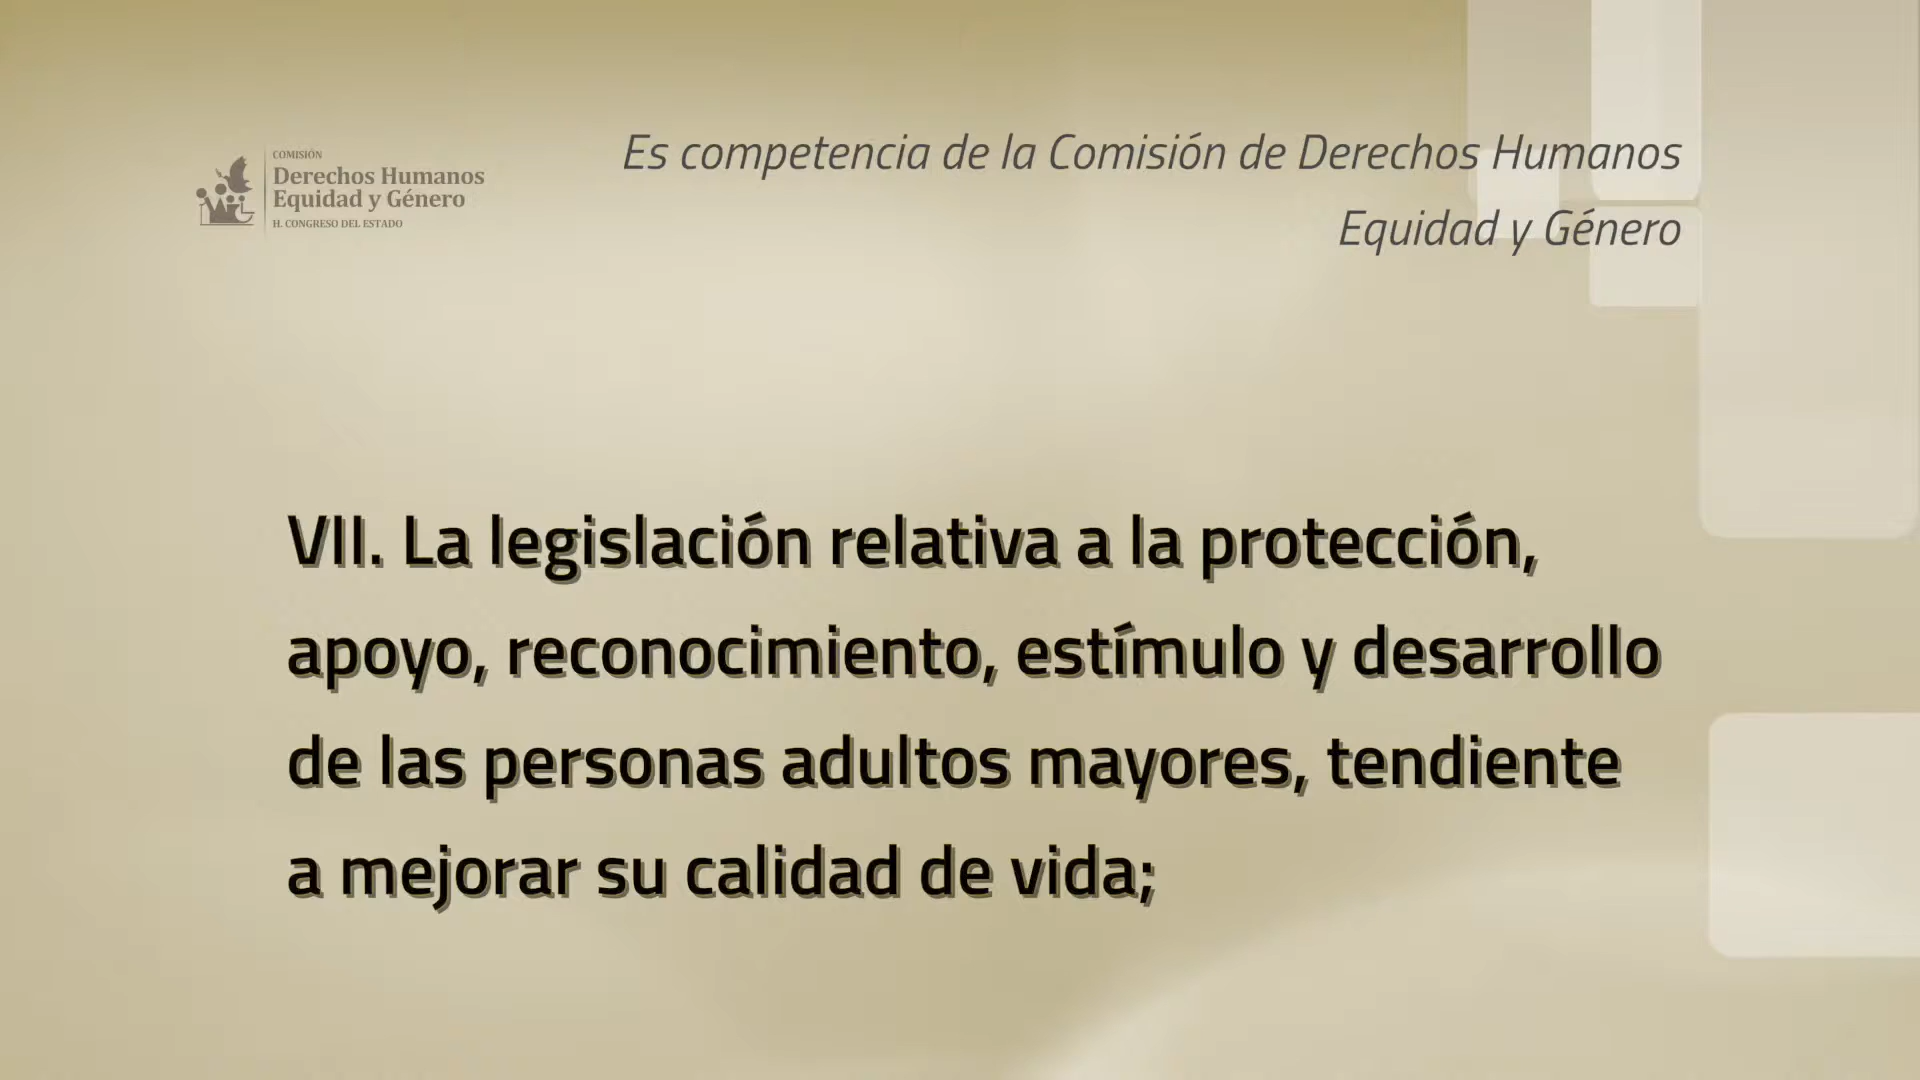 COMISIÓN
Derechos Humanos
Equidad y Género
H. CONGRESO DEL ESTADO
Es competencia de la Comisión de Derechos Humanos
Equidad y Género
VII. La legislación relativa a la protección,
apoyo, reconocimiento, estímulo y desarrollo
de las personas adultos mayores, tendiente
a mejorar su calidad de vida;